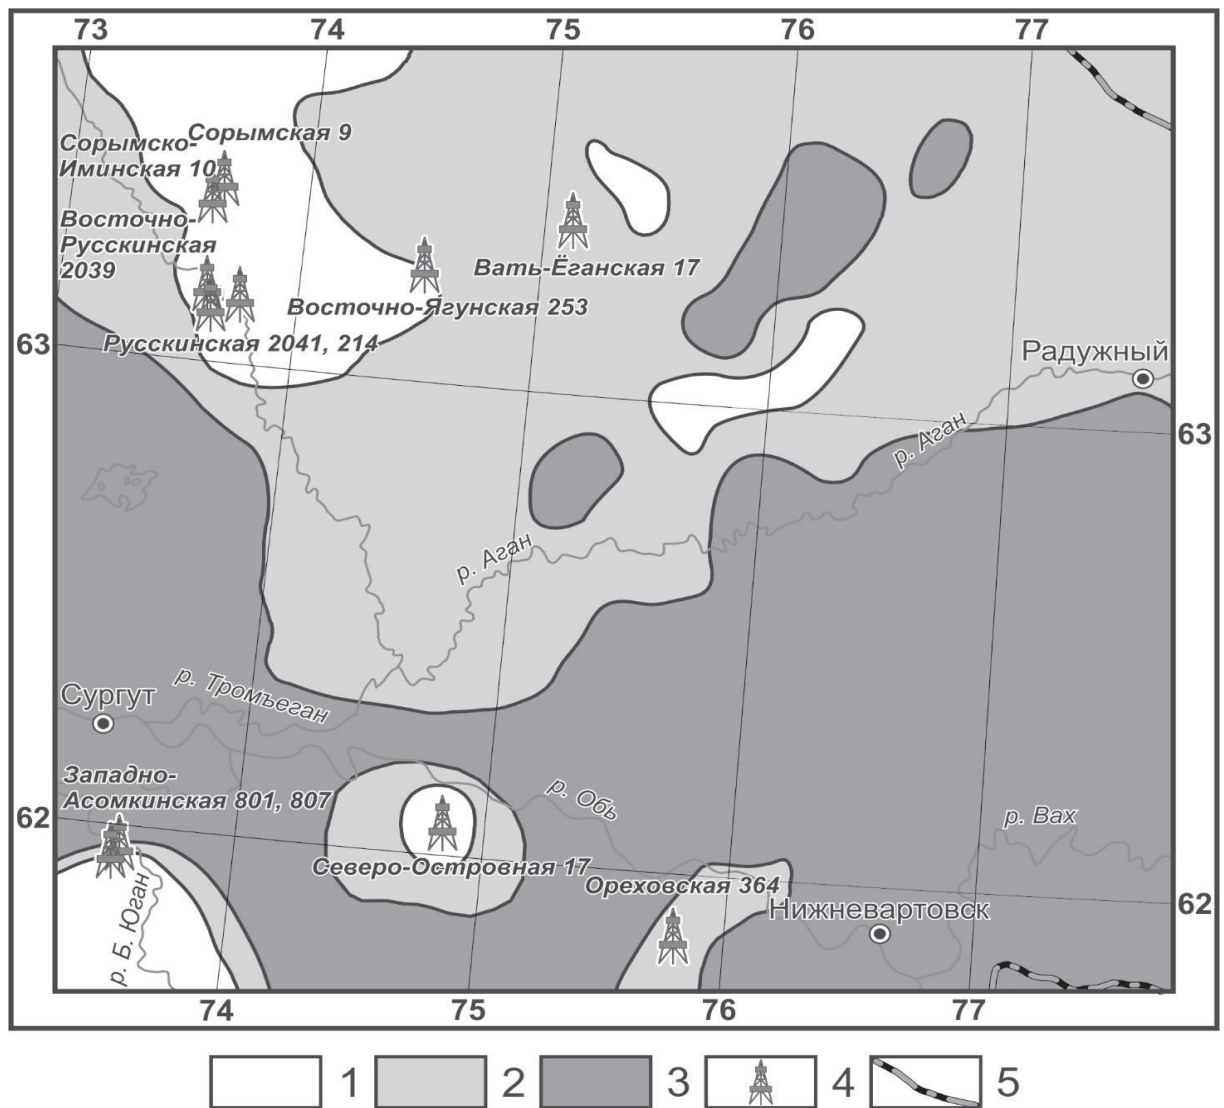 73 74 75 76 77
Сорымская 9
Сорымско-
Иминская 10
Восточно-
Русскинская
2039
Вать-Ёганская 17
Восточно-Ягунская 253
63
Русскинская 2041, 214
Радужный
63
р. Аган
р. Аган
р. Тромъеган
Сургут
Западно-
Асомкинская 801, 807
р. Обь
62
р. Вах
Северо-Островная 17
Ореховская 364
62
Нижневартовск
р. Б. Юган
74 75 76 77
1 2 3 4 5